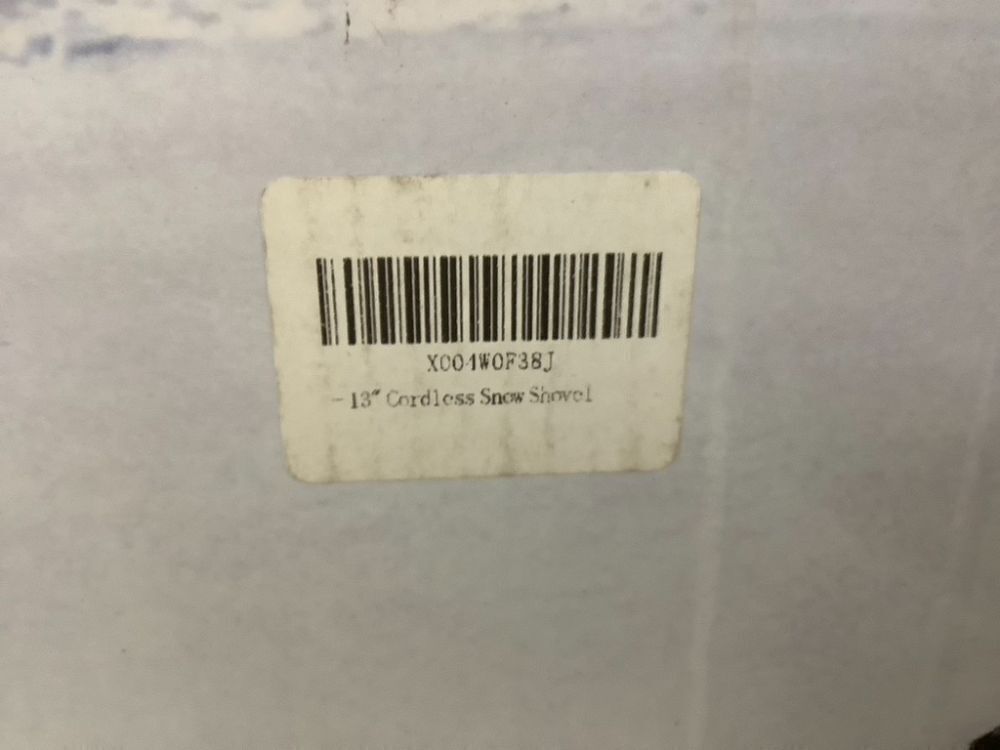 X004W0F38J
- 13" Cordless Snow Shovel